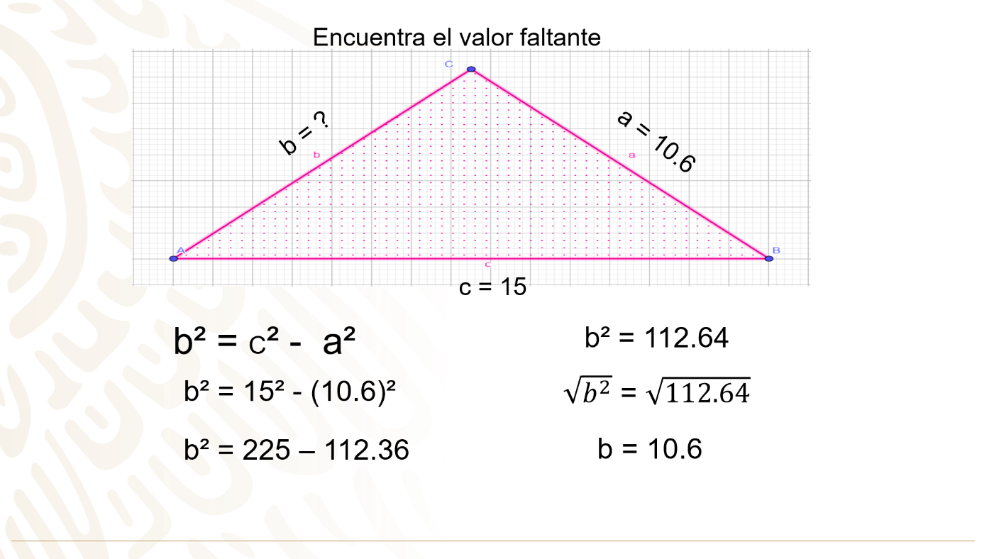 Encuentra el valor faltante
C
b = ?
a = 10.6
b
a
A
B
c
c = 15
b² = c² - a²
b² = 15² - (10.6)²
b² = 225 – 112.36
b² = 112.64
√b² = √112.64
b = 10.6